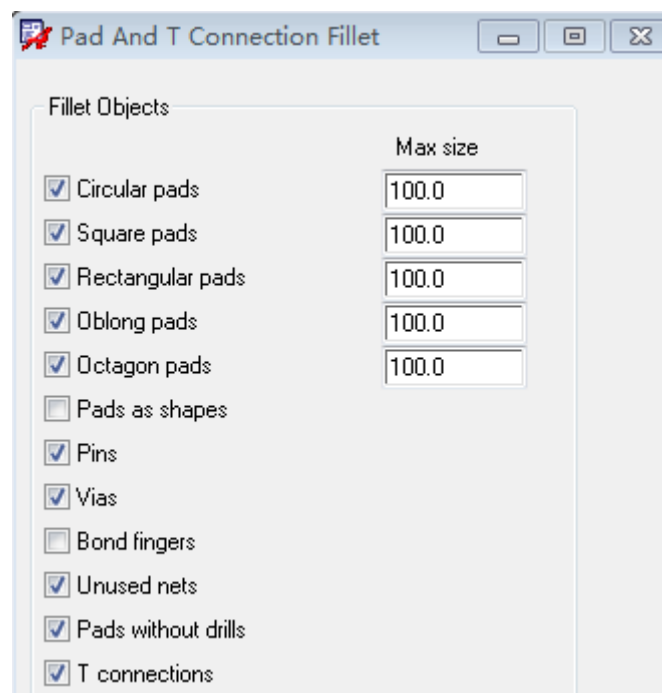 Pad And T Connection Fillet
Fillet Objects
Max size
Circular pads 100.0
Square pads 100.0
Rectangular pads 100.0
Oblong pads 100.0
Octagon pads 100.0
Pads as shapes
Pins
Vias
Bond fingers
Unused nets
Pads without drills
T connections